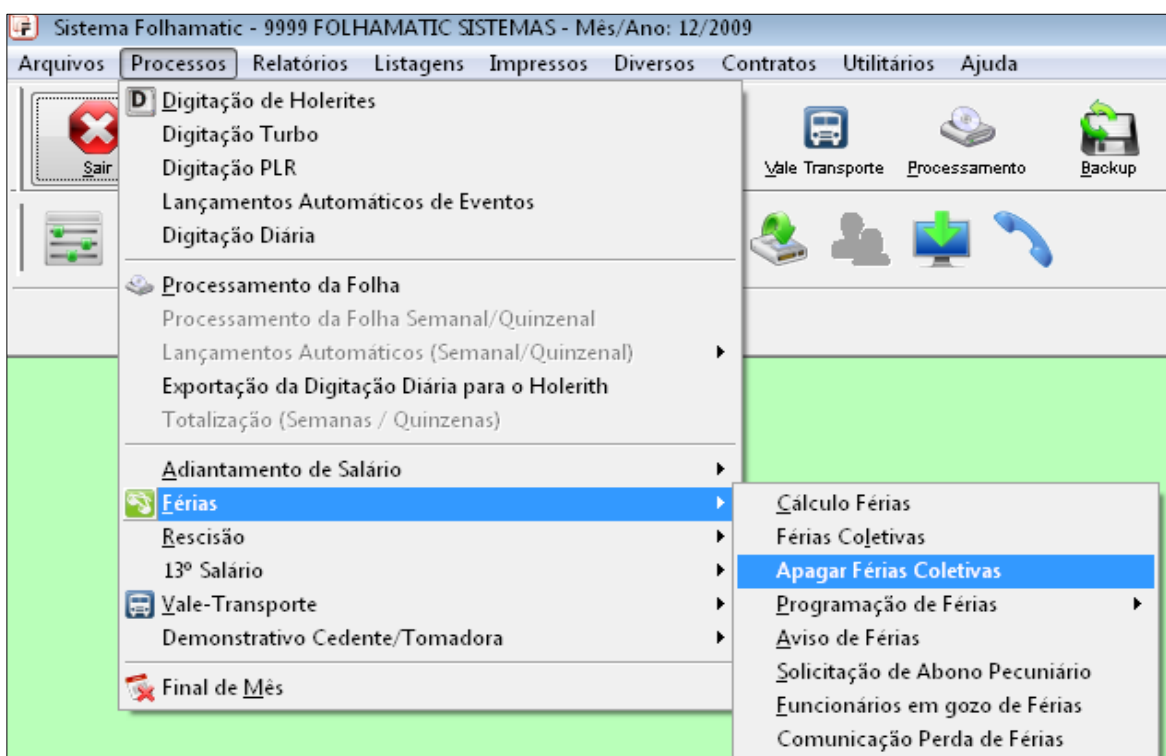 Sistema Folhamatic - 9999 FOLHAMATIC SISTEMAS - Mês/Ano: 12/2009
Arquivos Processos Relatórios Listagens Impressos Diversos Contratos Utilitários Ajuda
Sair
Vale Transporte Processamento Backup
D Digitação de Holerites
Digitação Turbo
Digitação PLR
Lançamentos Automáticos de Eventos
Digitação Diária
Processamento da Folha
Processamento da Folha Semanal/Quinzenal
Lançamentos Automáticos (Semanal/Quinzenal)
Exportação da Digitação Diária para o Holerith
Totalização (Semanas / Quinzenas)
Adiantamento de Salário
Férias
Rescisão
13º Salário
Vale-Transporte
Demonstrativo Cedente/Tomadora
Final de Mês
Cálculo Férias
Férias Coletivas
Apagar Férias Coletivas
Programação de Férias
Aviso de Férias
Solicitação de Abono Pecuniário
Funcionários em gozo de Férias
Comunicação Perda de Férias